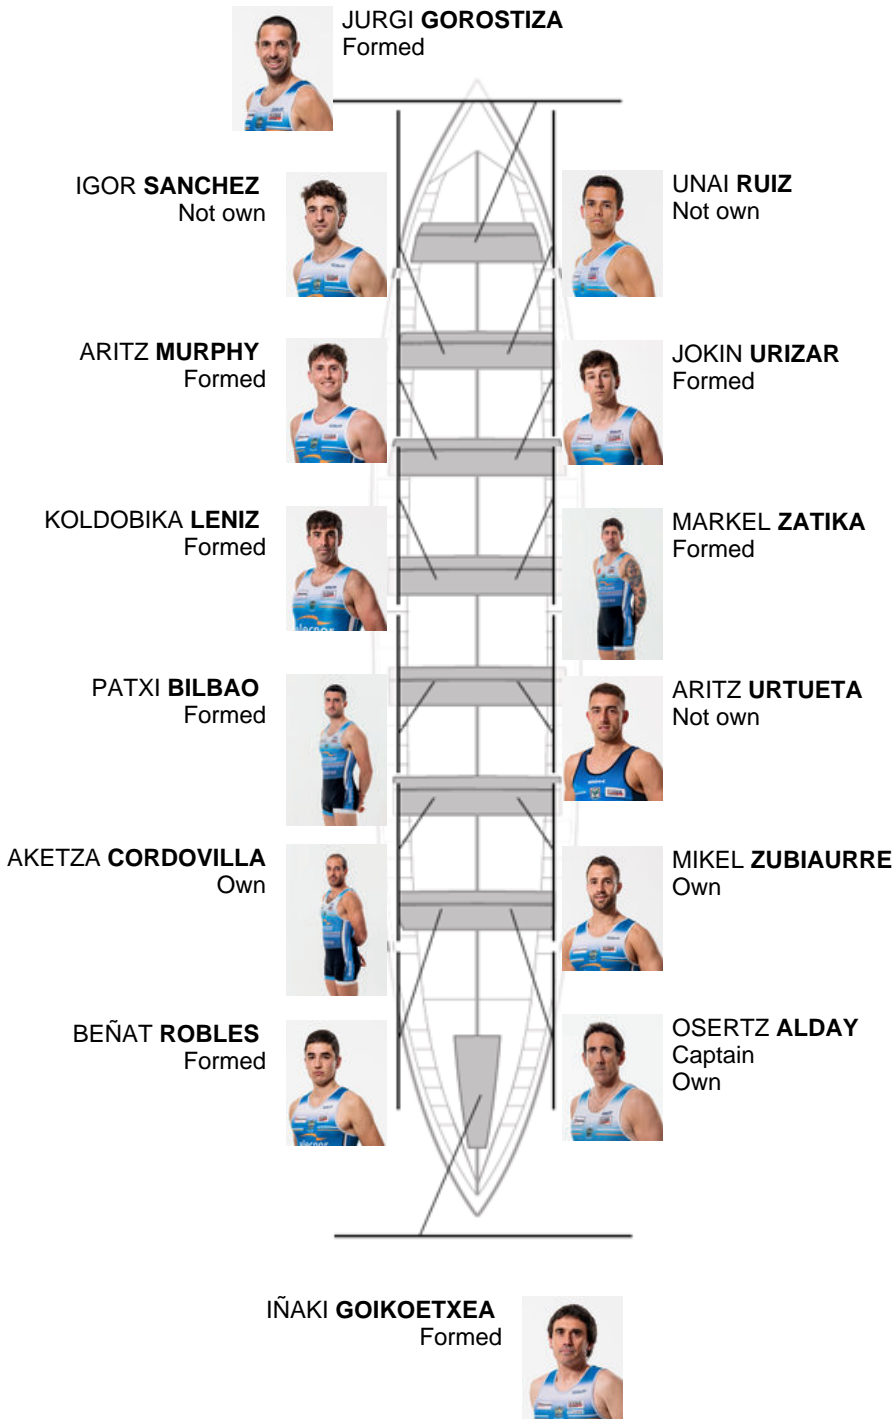 JURGI GOROSTIZA
Formed
IGOR SANCHEZ
Not own
UNAI RUIZ
Not own
ARITZ MURPHY
Formed
JOKIN URIZAR
Formed
KOLDOBIKA LENIZ
Formed
MARKEL ZATIKA
Formed
PATXI BILBAO
Formed
ARITZ URTUETA
Not own
AKETZA CORDOVILLA
Own
MIKEL ZUBIAURRE
Own
BEÑAT ROBLES
Formed
OSERTZ ALDAY
Captain
Own
IÑAKI GOIKOETXEA
Formed